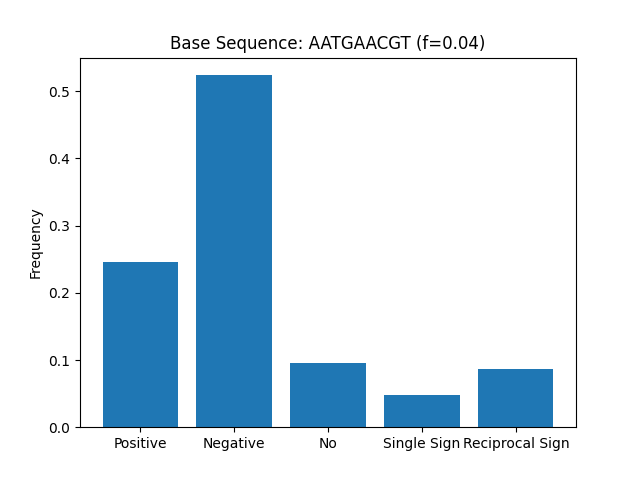 Base Sequence: AATGAACGT (f=0.04)
Frequency
0.5
0.4
0.3
0.2
0.1
0.0
Positive
Negative
No
Single Sign
Reciprocal Sign